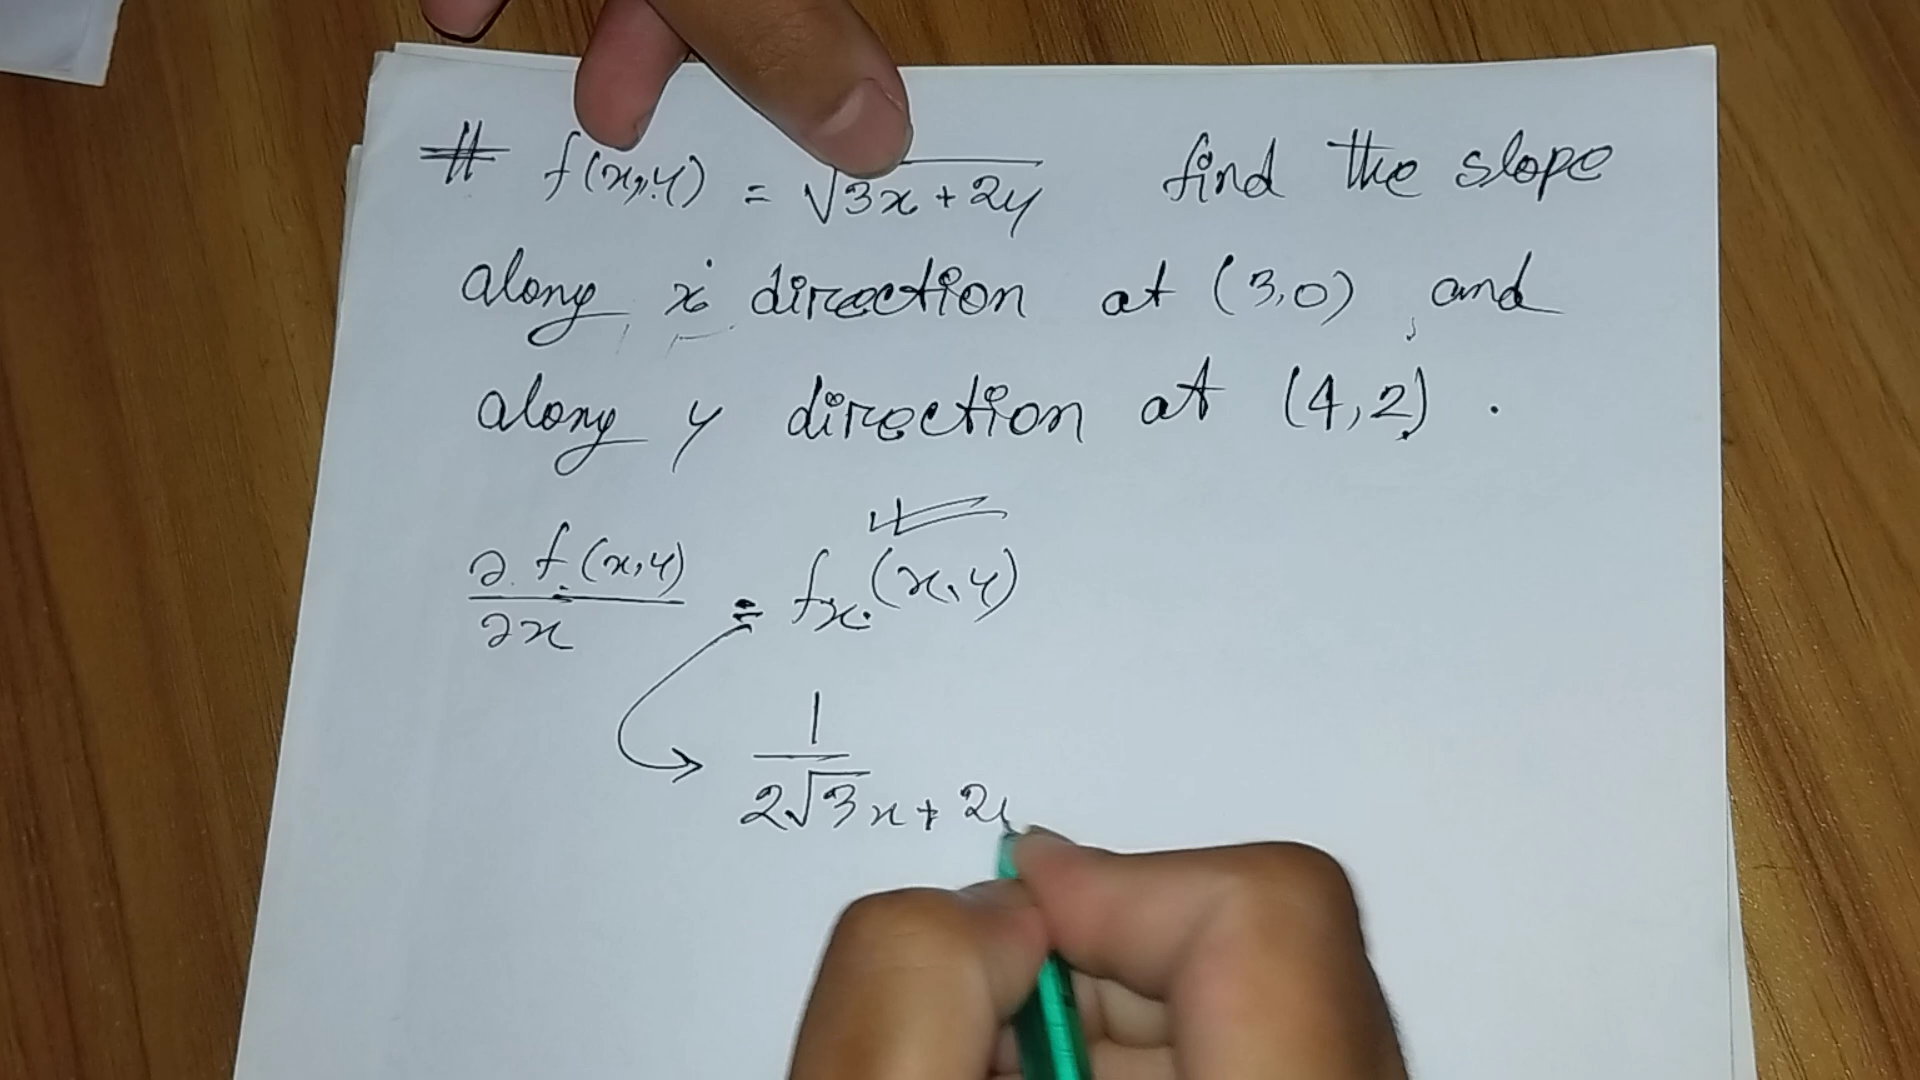 # f(x,y) = √3x + 2y find the slope
along x direction at (3,0), and
along y direction at (4,2).
∂ f(x,y) / ∂x = fx (x,y)
1 / 2√3x + 2y